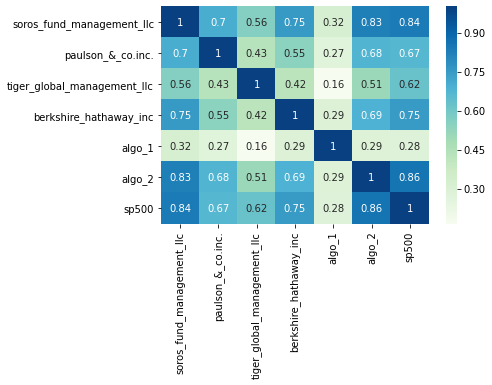 soros_fund_management_llc 1 0.7 0.56 0.75 0.32 0.83 0.84
paulson_&_co.inc. 0.7 1 0.43 0.55 0.27 0.68 0.67
tiger_global_management_llc 0.56 0.43 1 0.42 0.16 0.51 0.62
berkshire_hathaway_inc 0.75 0.55 0.42 1 0.29 0.69 0.75
algo_1 0.32 0.27 0.16 0.29 1 0.29 0.28
algo_2 0.83 0.68 0.51 0.69 0.29 1 0.86
sp500 0.84 0.67 0.62 0.75 0.28 0.86 1
soros_fund_management_llc
paulson_&_co.inc.
tiger_global_management_llc
berkshire_hathaway_inc
algo_1
algo_2
sp500
0.90
0.75
0.60
0.45
0.30